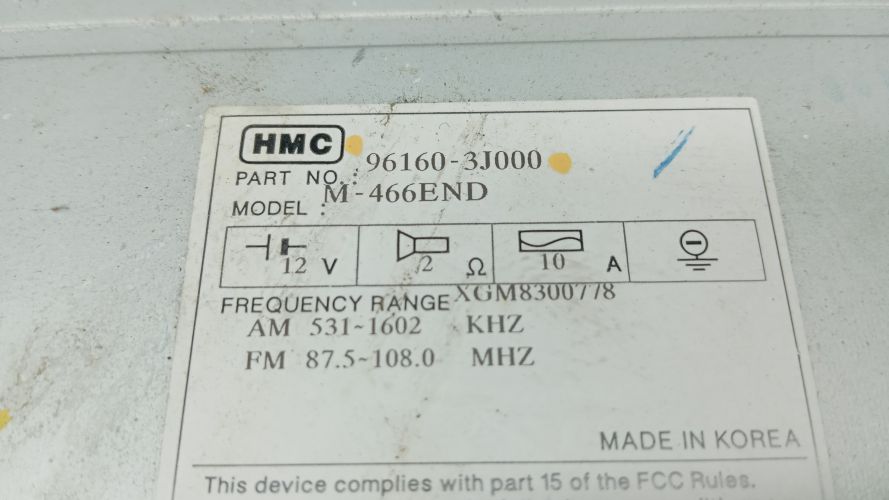 HMC
PART NO. : 96160-3J000
MODEL : M-466END
12 V 2 Ω 10 A
FREQUENCY RANGE XGM8300778
AM 531~1602 KHZ
FM 87.5~108.0 MHZ
MADE IN KOREA
This device complies with part 15 of the FCC Rules.